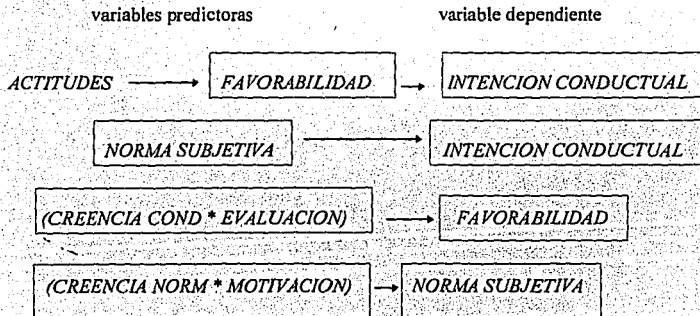 variables predictoras variable dependiente
ACTITUDES FAVORABILIDAD INTENCION CONDUCTUAL
NORMA SUBJETIVA INTENCION CONDUCTUAL
(CREENCIA COND * EVALUACION) FAVORABILIDAD
(CREENCIA NORM * MOTIVACION) NORMA SUBJETIVA